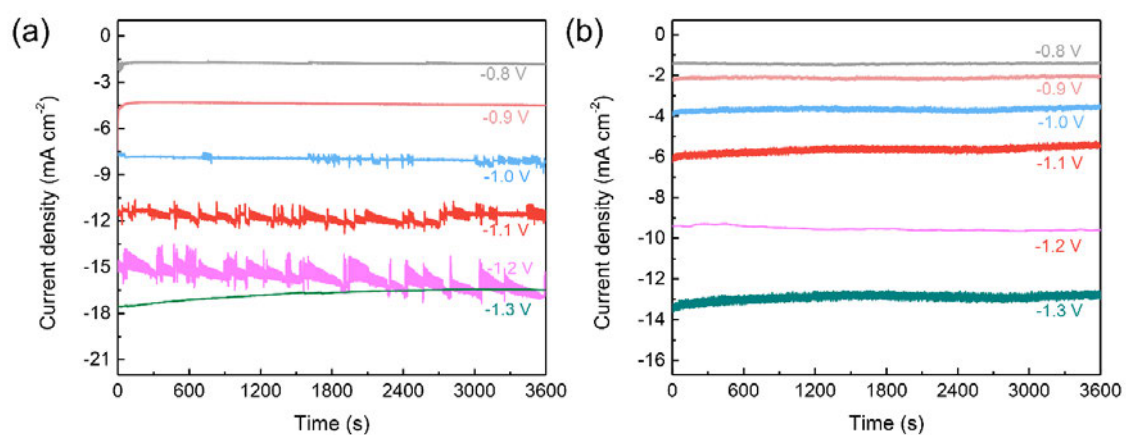 (a)
0
-3
-6
-9
-12
-15
-18
-21
Current density (mA cm-2)
-0.8 V
-0.9 V
-1.0 V
-1.1 V
-1.2 V
-1.3 V
0 600 1200 1800 2400 3000 3600
Time (s)
(b)
0
-2
-4
-6
-8
-10
-12
-14
-16
Current density (mA cm-2)
-0.8 V
-0.9 V
-1.0 V
-1.1 V
-1.2 V
-1.3 V
0 600 1200 1800 2400 3000 3600
Time (s)